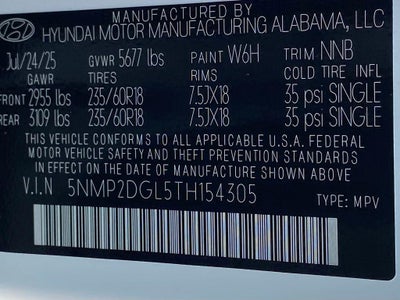 MANUFACTURED BY
HYUNDAI MOTOR MANUFACTURING ALABAMA, LLC
Jul/24/25 GVWR 5677 lbs PAINT W6H TRIM NNB
GAWR TIRES RIMS COLD TIRE INFL
FRONT 2955 lbs 235/60R18 7.5JX18 35 psi SINGLE
REAR 3109 lbs 235/60R18 7.5JX18 35 psi SINGLE
THIS VEHICLE CONFORMS TO ALL APPLICABLE U.S.A. FEDERAL
MOTOR VEHICLE SAFETY AND THEFT PREVENTION STANDARDS
IN EFFECT ON THE DATE OF MANUFACTURE SHOWN ABOVE.
V.I.N 5NMP2DGL5TH154305
TYPE: MPV